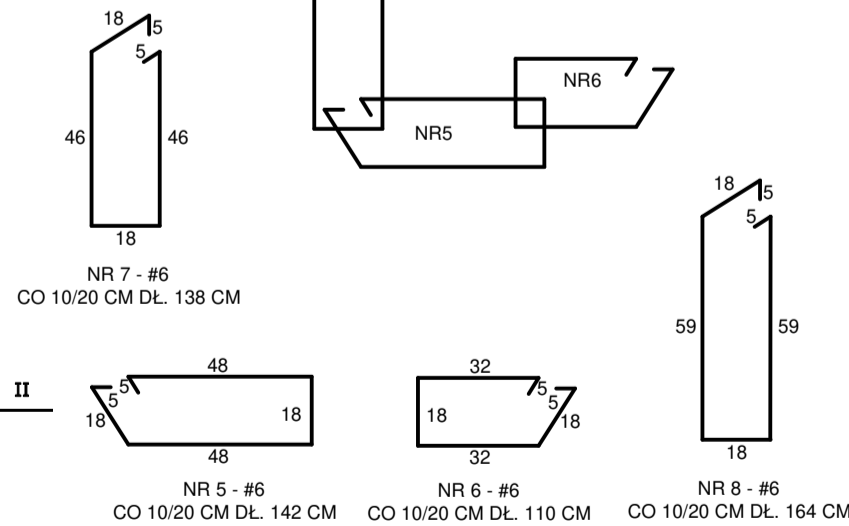 18
5
5
46
46
18
NR 7 - #6
CO 10/20 CM DŁ. 138 CM
NR6
NR5
18
5
5
59
59
18
NR 8 - #6
CO 10/20 CM DŁ. 164 CM
II
48
5
5
18
18
48
NR 5 - #6
CO 10/20 CM DŁ. 142 CM
32
5
5
18
18
32
NR 6 - #6
CO 10/20 CM DŁ. 110 CM